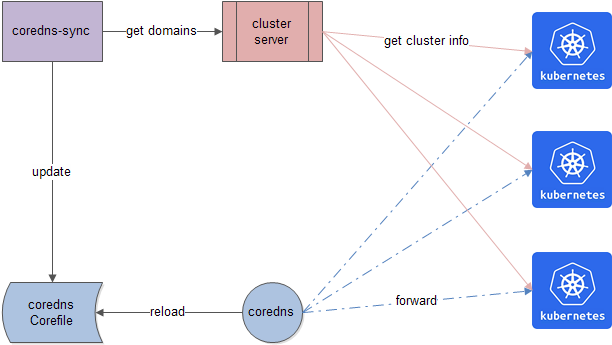 coredns-sync
get domains
cluster
server
get cluster info
kubernetes
update
kubernetes
coredns
Corefile
reload
coredns
forward
kubernetes